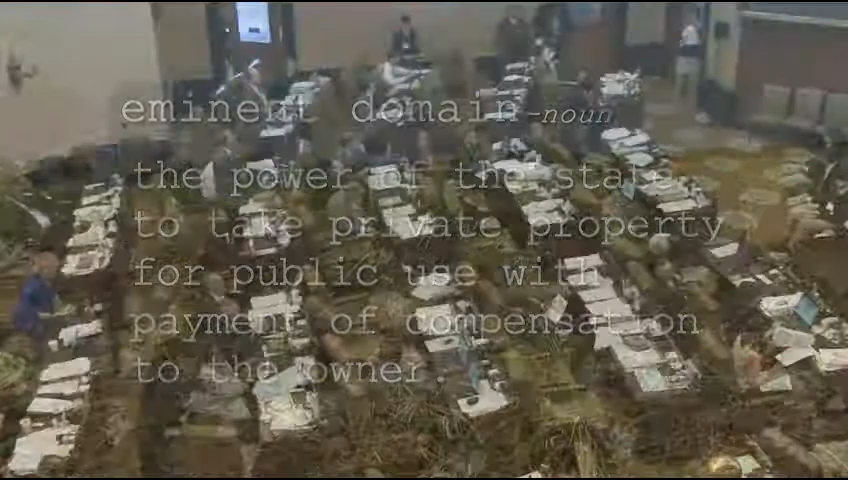 eminent domain-noun
the power of the state
to take private property
for public use with
payment of compensation
to the owner.